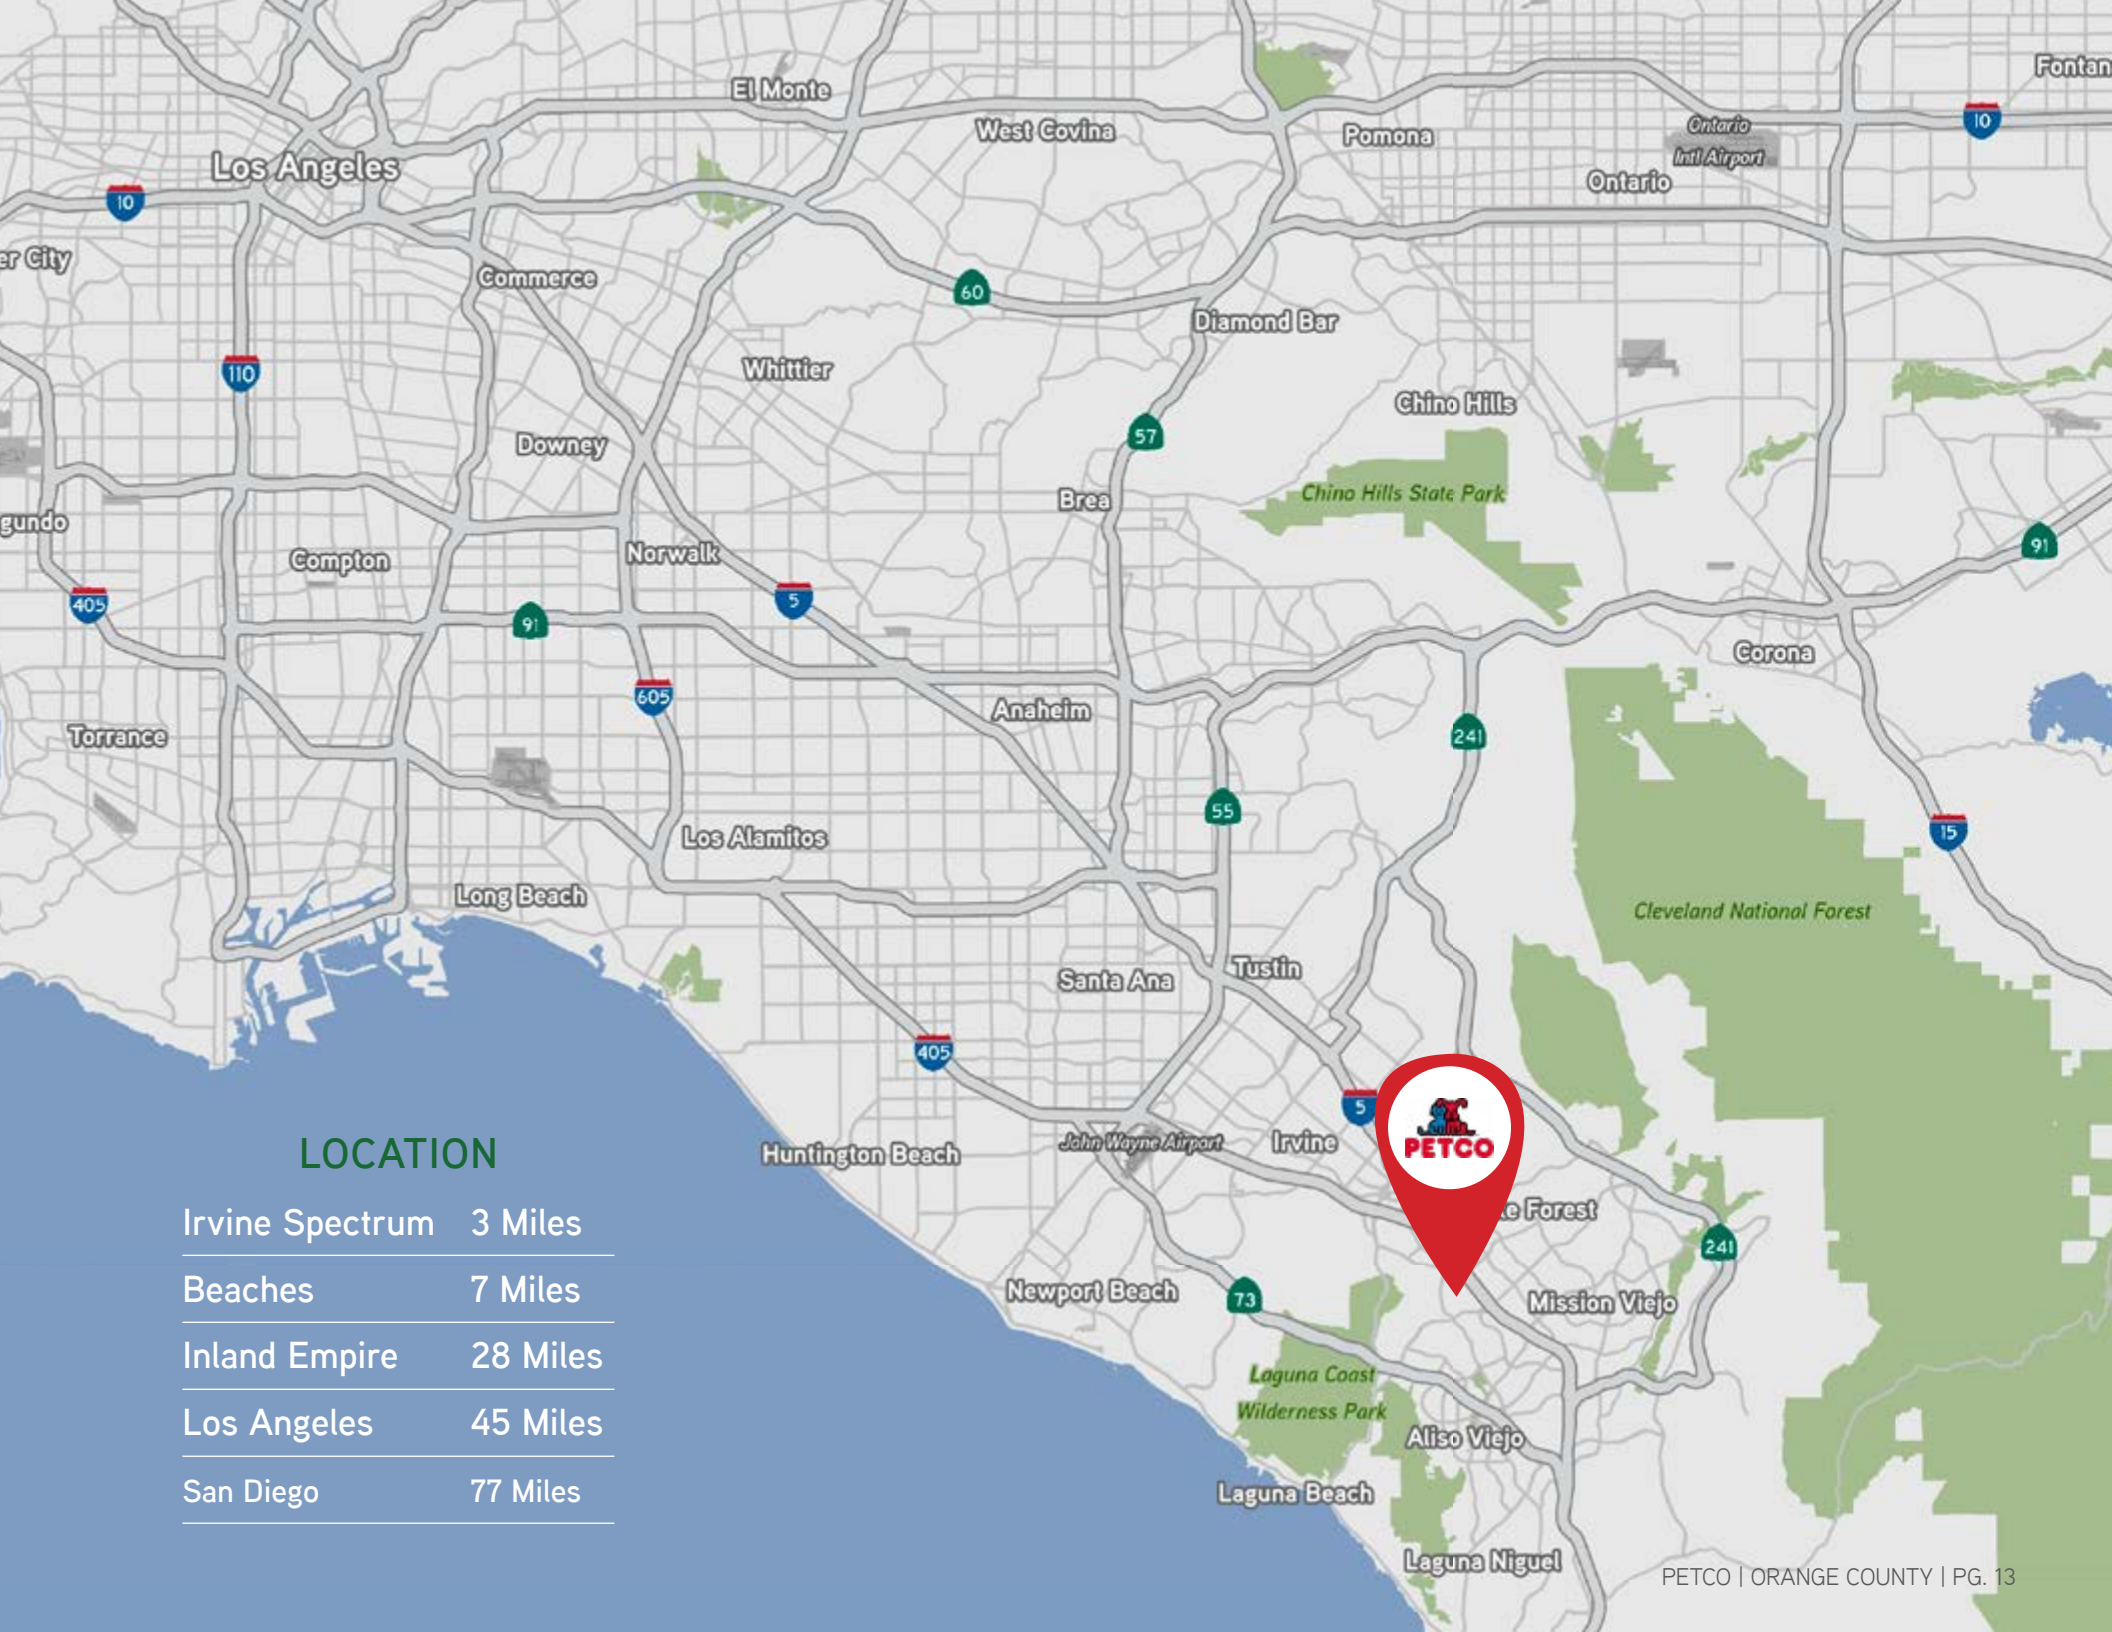 Fontan
El Monte
West Covina
Pomona
Ontario
Intl Airport
10
Los Angeles
Ontario
10
er City
Commerce
60
Diamond Bar
110
Whittier
Chino Hills
57
Downey
Chino Hills State Park
Brea
gundo
91
Norwalk
Compton
405
5
91
Corona
605
Anaheim
Torrance
241
55
15
Los Alamitos
Long Beach
Cleveland National Forest
Tustin
Santa Ana
405
5
PETCO
John Wayne Airport
Irvine
Huntington Beach
e Forest
241
Newport Beach
73
Mission Viejo
Laguna Coast
Wilderness Park
Aliso Viejo
Laguna Beach
Laguna Niguel
LOCATION
Irvine Spectrum 3 Miles
Beaches 7 Miles
Inland Empire 28 Miles
Los Angeles 45 Miles
San Diego 77 Miles
PETCO | ORANGE COUNTY | PG. 13